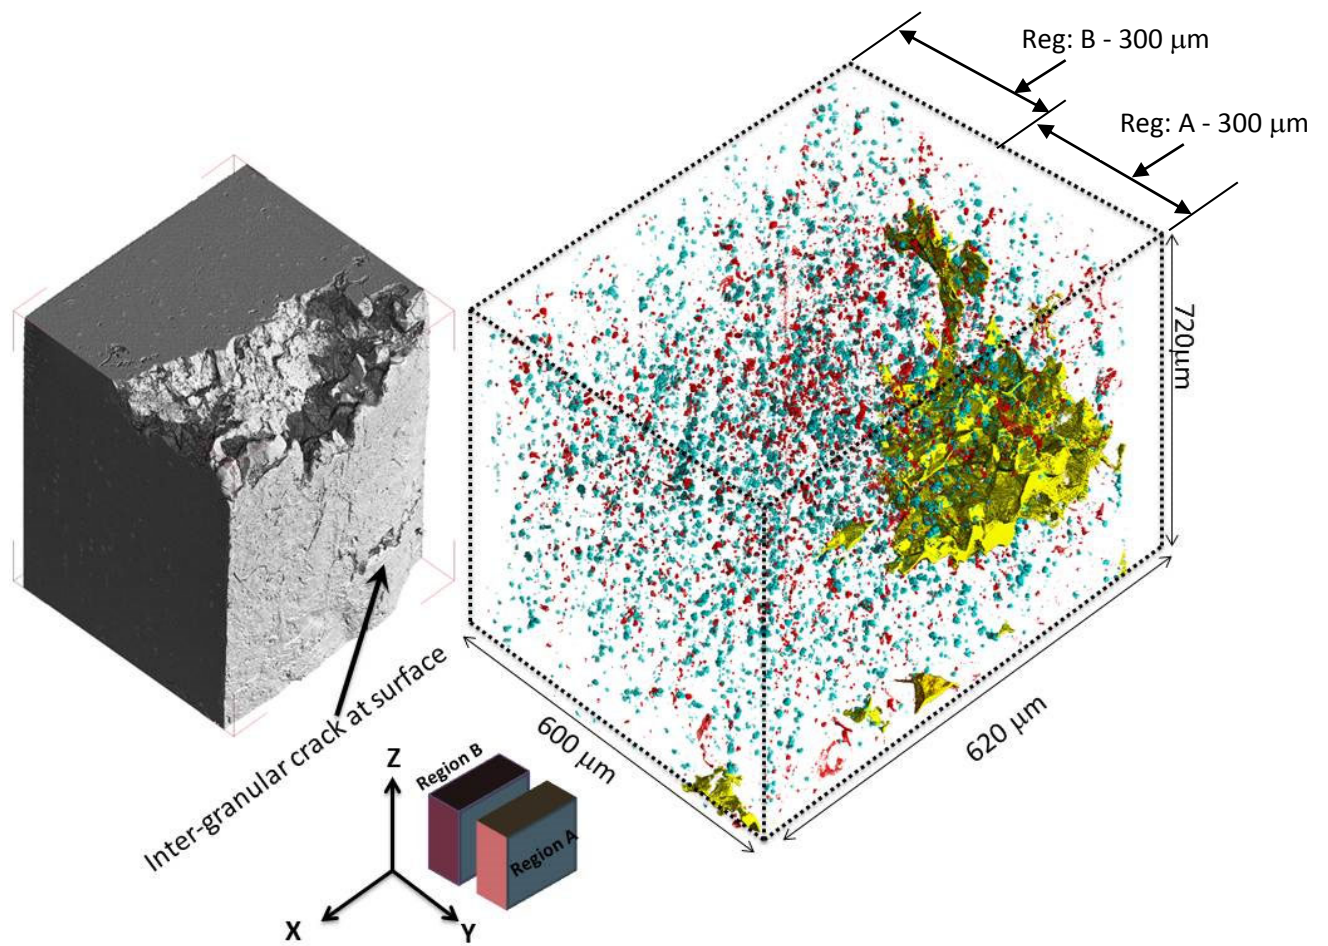 Reg: B - 300 μm
Reg: A - 300 μm
720μm
Inter-granular crack at surface
600 μm
620 μm
Z
X
Y
Region B
Region A